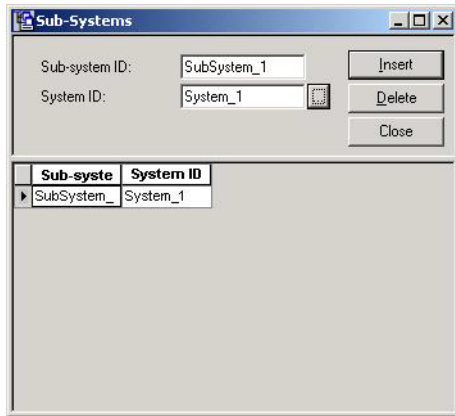 Sub-Systems
Sub-system ID: SubSystem_1 Insert
System ID: System_1 Delete
Close
Sub-syste System ID
SubSystem_ System_1